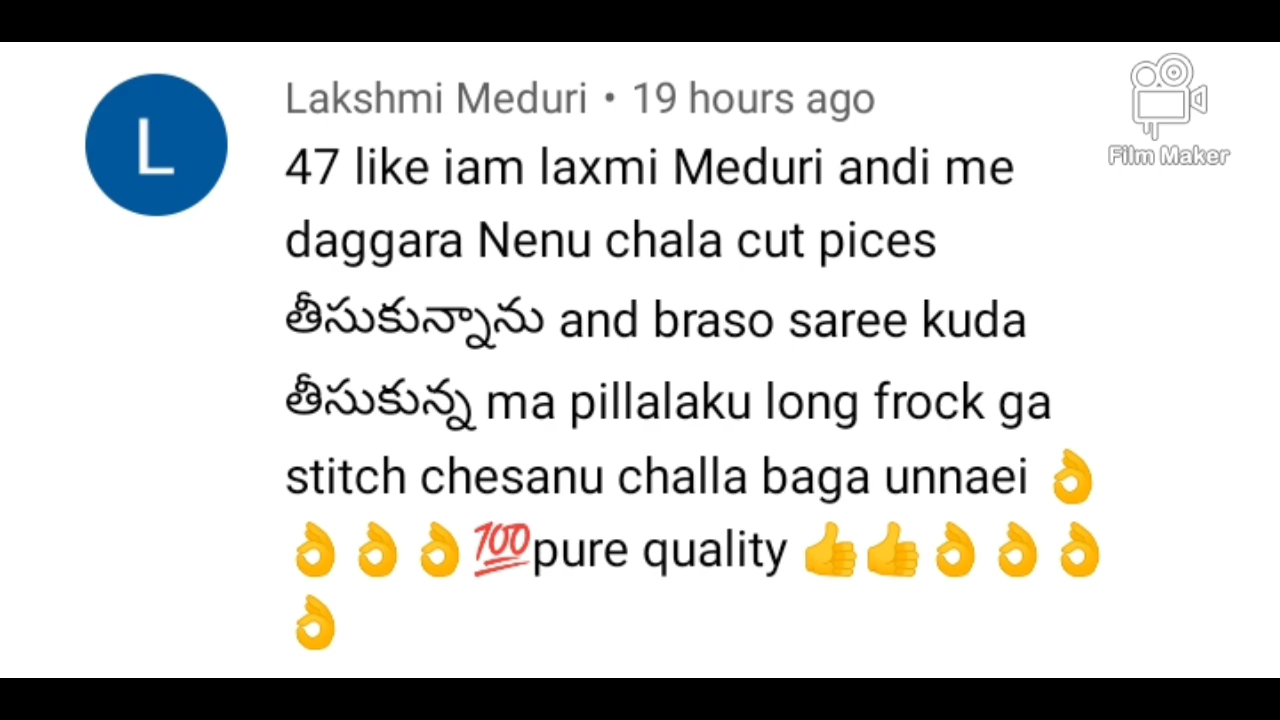 L
Lakshmi Meduri • 19 hours ago
Film Maker
47 like iam laxmi Meduri andi me
daggara Nenu chala cut pices
తీసుకున్నాను and braso saree kuda
తీసుకున్న ma pillalaku long frock ga
stitch chesanu challa baga unnaei 👌
👌👌👌💯pure quality 👍👍👌👌👌
👌